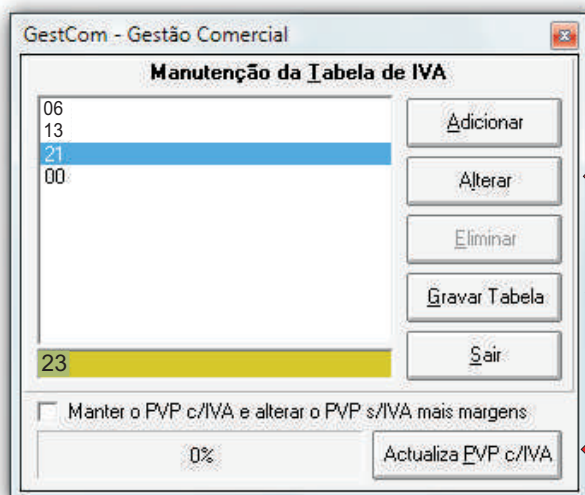 GestCom - Gestão Comercial
Manutenção da Tabela de IVA
06
13
21
00
23
Adicionar
Alterar
Eliminar
Gravar Tabela
Sair
Manter o PVP c/IVA e alterar o PVP s/IVA mais margens
0%
Actualiza PVP c/IVA